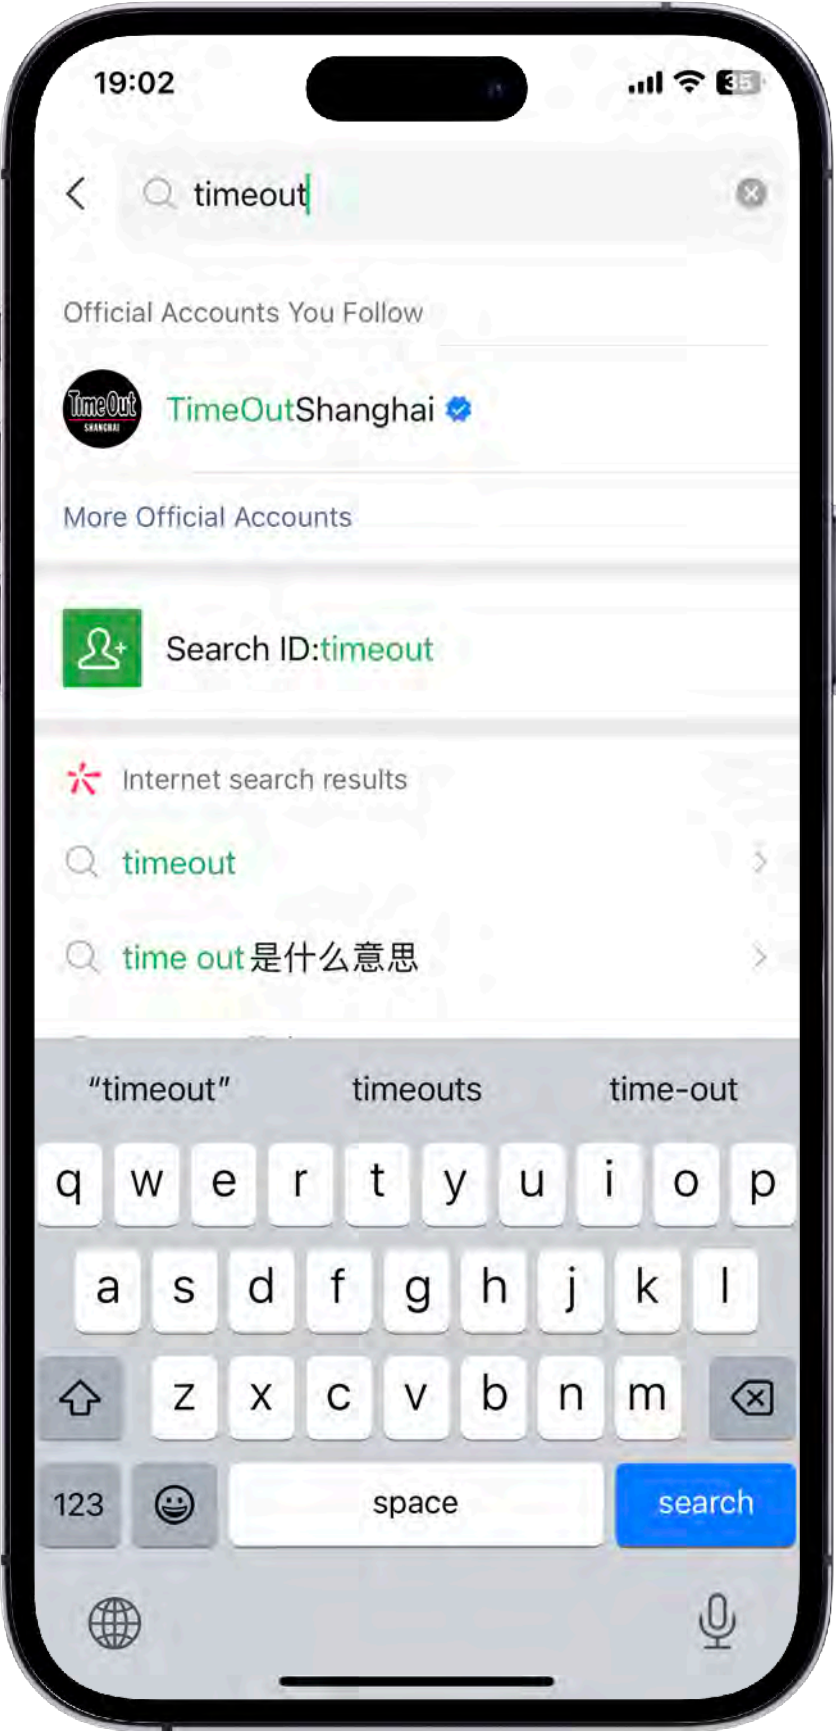 19:02
35
timeout
Official Accounts You Follow
TimeOut
SHANGHAI
TimeOutShanghai
More Official Accounts
Search ID:timeout
Internet search results
timeout
time out是什么意思
“timeout”
timeouts
time-out
q w e r t y u i o p
a s d f g h j k l
z x c v b n m
123
space
search